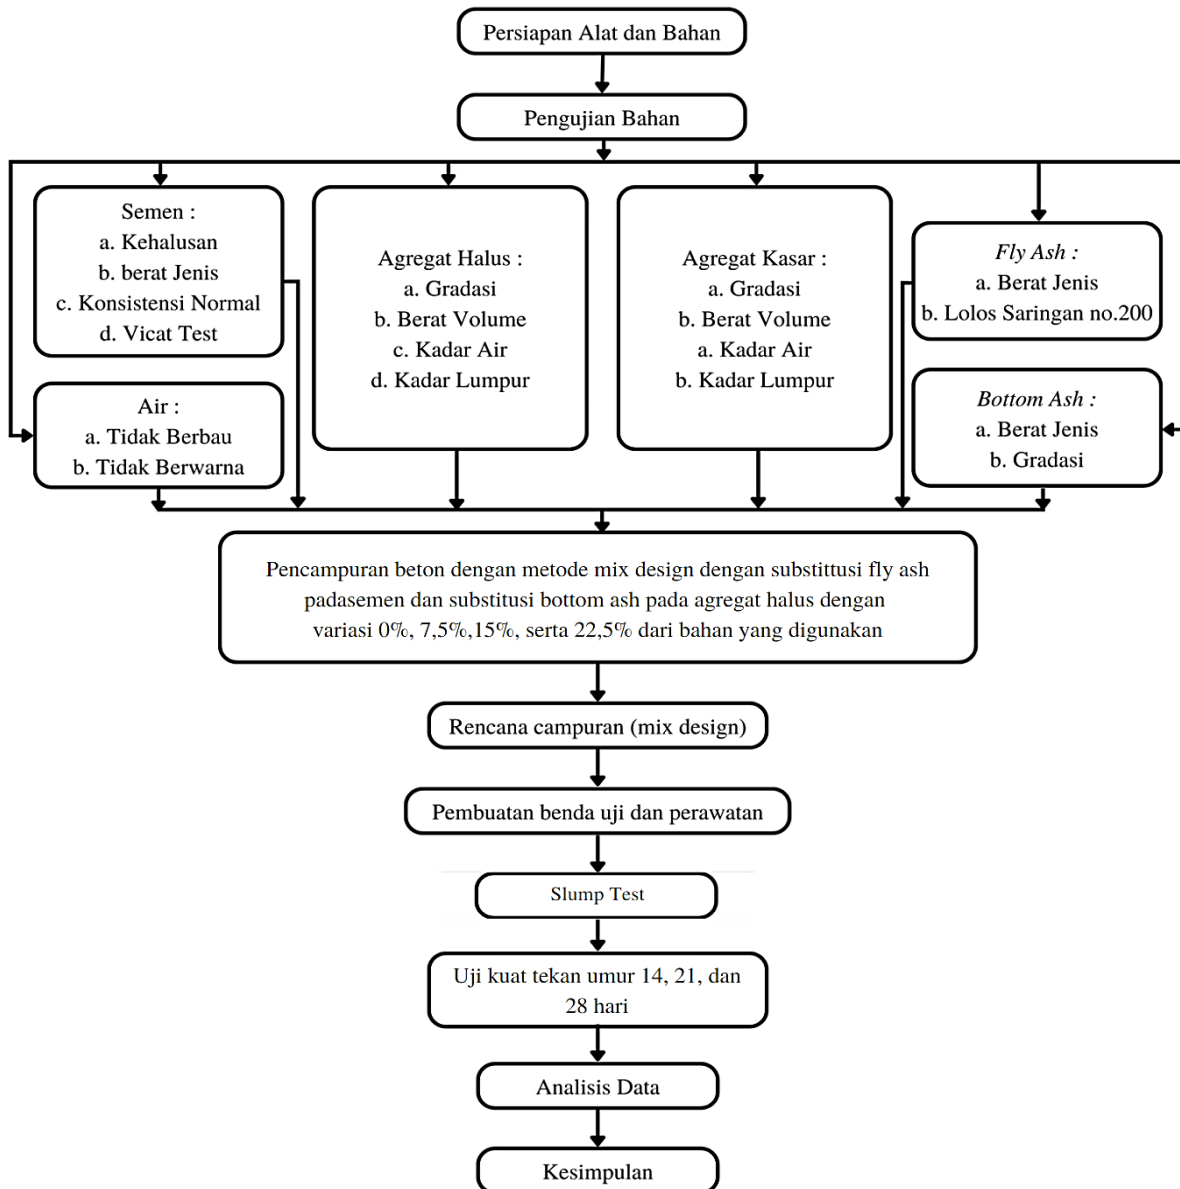 Persiapan Alat dan Bahan
Pengujian Bahan
Semen :
a. Kehalusan
b. berat Jenis
c. Konsistensi Normal
d. Vicat Test
Agregat Halus :
a. Gradasi
b. Berat Volume
c. Kadar Air
d. Kadar Lumpur
Agregat Kasar :
a. Gradasi
b. Berat Volume
a. Kadar Air
b. Kadar Lumpur
Fly Ash :
a. Berat Jenis
b. Lolos Saringan no.200
Air :
a. Tidak Berbau
b. Tidak Berwarna
Bottom Ash :
a. Berat Jenis
b. Gradasi
Pencampuran beton dengan metode mix design dengan substittusi fly ash
padasemen dan substitusi bottom ash pada agregat halus dengan
variasi 0%, 7,5%,15%, serta 22,5% dari bahan yang digunakan
Rencana campuran (mix design)
Pembuatan benda uji dan perawatan
Slump Test
Uji kuat tekan umur 14, 21, dan
28 hari
Analisis Data
Kesimpulan